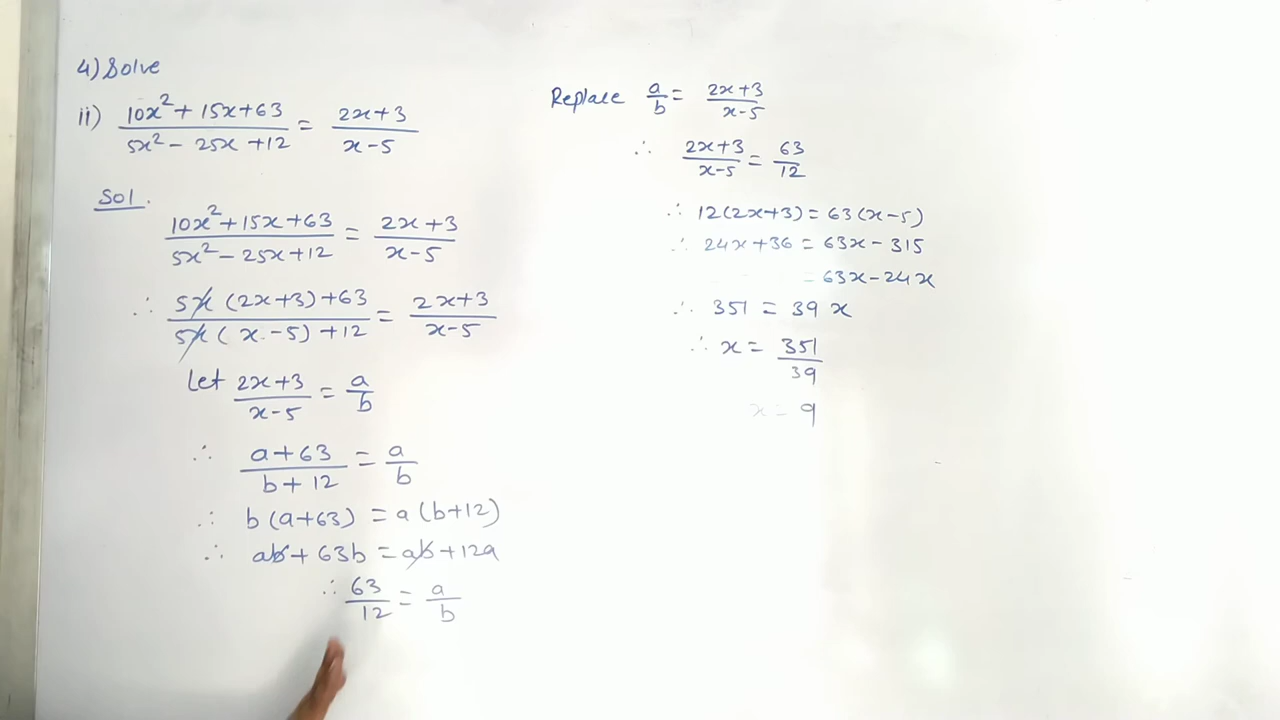 4) Solve
ii) (10x² + 15x + 63)/(5x² - 25x + 12) = (2x + 3)/(x - 5)
Sol.
(10x² + 15x + 63)/(5x² - 25x + 12) = (2x + 3)/(x - 5)
∴ (5x (2x + 3) + 63)/(5x (x - 5) + 12) = (2x + 3)/(x - 5)
Let (2x + 3)/(x - 5) = a/b
∴ (a + 63)/(b + 12) = a/b
∴ b (a + 63) = a (b + 12)
∴ ab + 63b = ab + 12a
∴ 63/12 = a/b
Replace a/b = (2x + 3)/(x - 5)
∴ (2x + 3)/(x - 5) = 63/12
∴ 12 (2x + 3) = 63 (x - 5)
∴ 24x + 36 = 63x - 315
= 63x - 24x
∴ 351 = 39x
∴ x = 351/39
x = 9